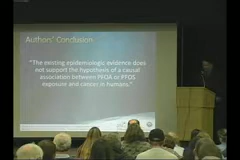 Authors' Conclusion
"The existing epidemiologic evidence does
not support the hypothesis of a causal
association between PFOA or PFOS
exposure and cancer in humans."